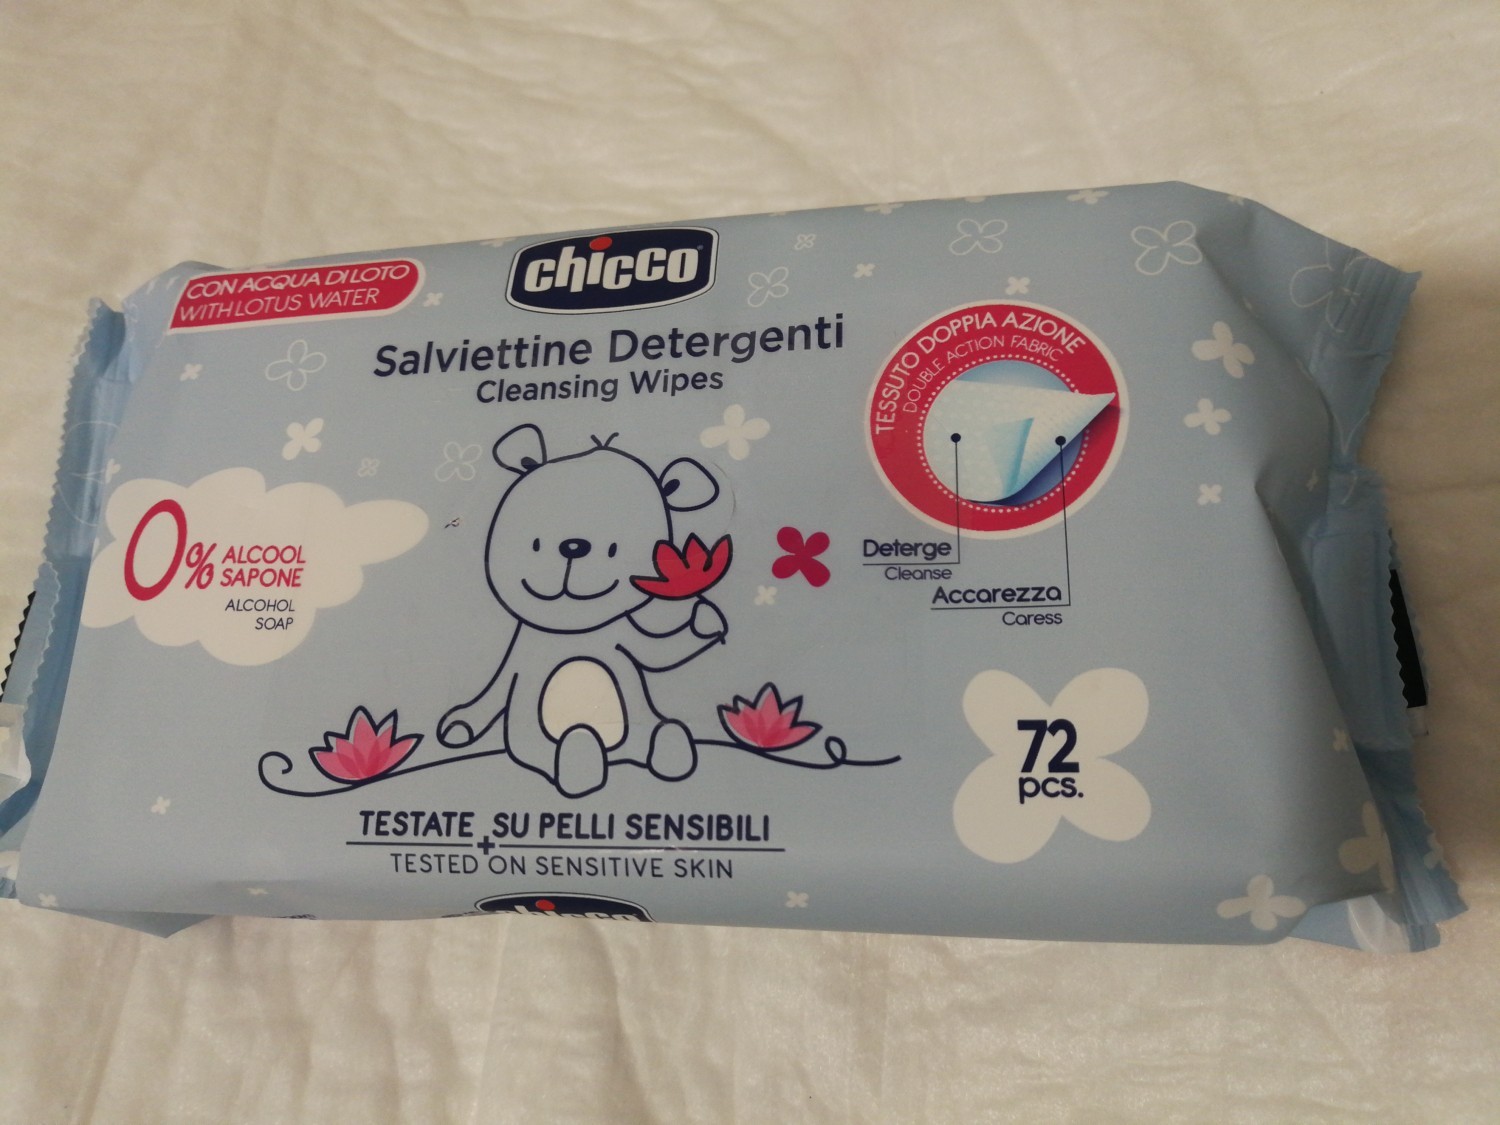 CON ACQUA DI LOTO
WITH LOTUS WATER
chicco
Salviettine Detergenti
Cleansing Wipes
TESSUTO DOPPIA AZIONE
DOUBLE ACTION FABRIC
0% ALCOOL
SAPONE
ALCOHOL
SOAP
Deterge
Cleanse
Accarezza
Caress
72
pcs.
TESTATE SU PELLI SENSIBILI
+
TESTED ON SENSITIVE SKIN
chicco